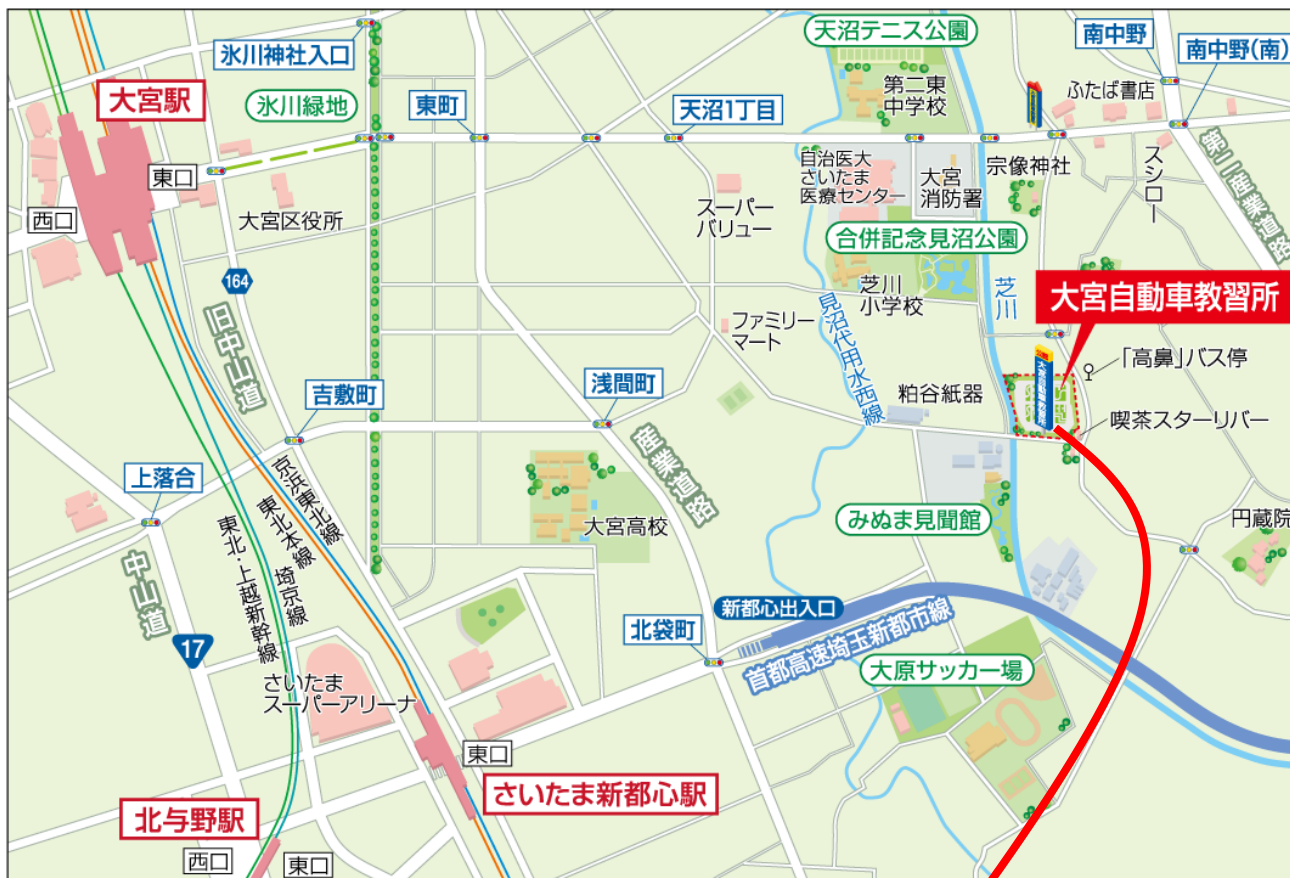 天沼テニス公園
南中野
氷川神社入口
南中野(南)
第二東
中学校
ふたば書店
大宮駅
氷川緑地
東町
天沼1丁目
自治医大
さいたま
医療センター
大宮
消防署
宗像神社
スシロー
第二産業道路
東口
西口
大宮区役所
スーパー
バリュー
合併記念見沼公園
164
旧中山道
芝川
小学校
芝川
大宮自動車教習所
見沼代用水西線
ファミリー
マート
「高鼻」バス停
大宮自動車教習所
吉敷町
浅間町
粕谷紙器
喫茶スターリバー
上落合
京浜東北線
東北本線
埼京線
東北・上越新幹線
産業道路
大宮高校
みぬま見聞館
円蔵院
中山道
17
新都心出入口
北袋町
首都高速埼玉新都市線
大原サッカー場
さいたま
スーパーアリーナ
東口
さいたま新都心駅
北与野駅
西口
東口